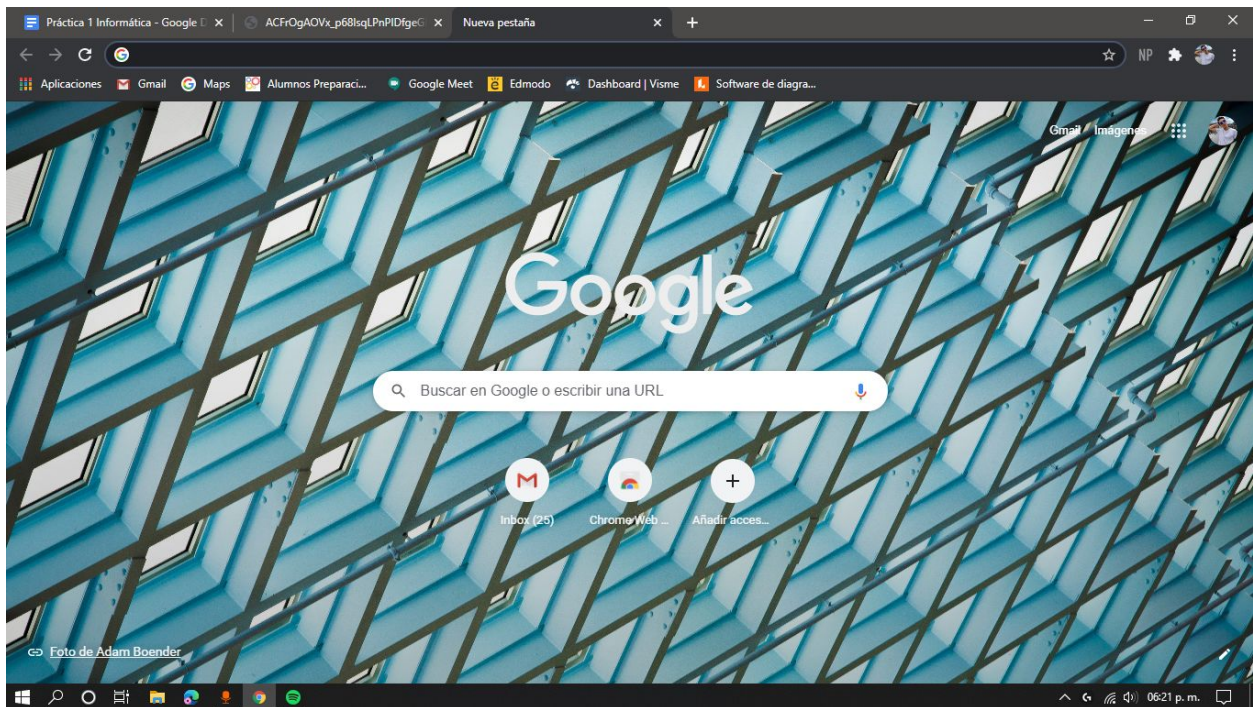 Práctica 1 Informática - Google D
ACFrOgAOVx_p68lsqLPnPlDfgeG
Nueva pestaña
NP
Aplicaciones
Gmail
Maps
Alumnos Preparaci...
Google Meet
Edmodo
Dashboard | Visme
Software de diagra...
Gmail Imágenes
Google
Buscar en Google o escribir una URL
Inbox (25)
Chrome Web ...
Añadir acces...
Foto de Adam Boender
06:21 p. m.